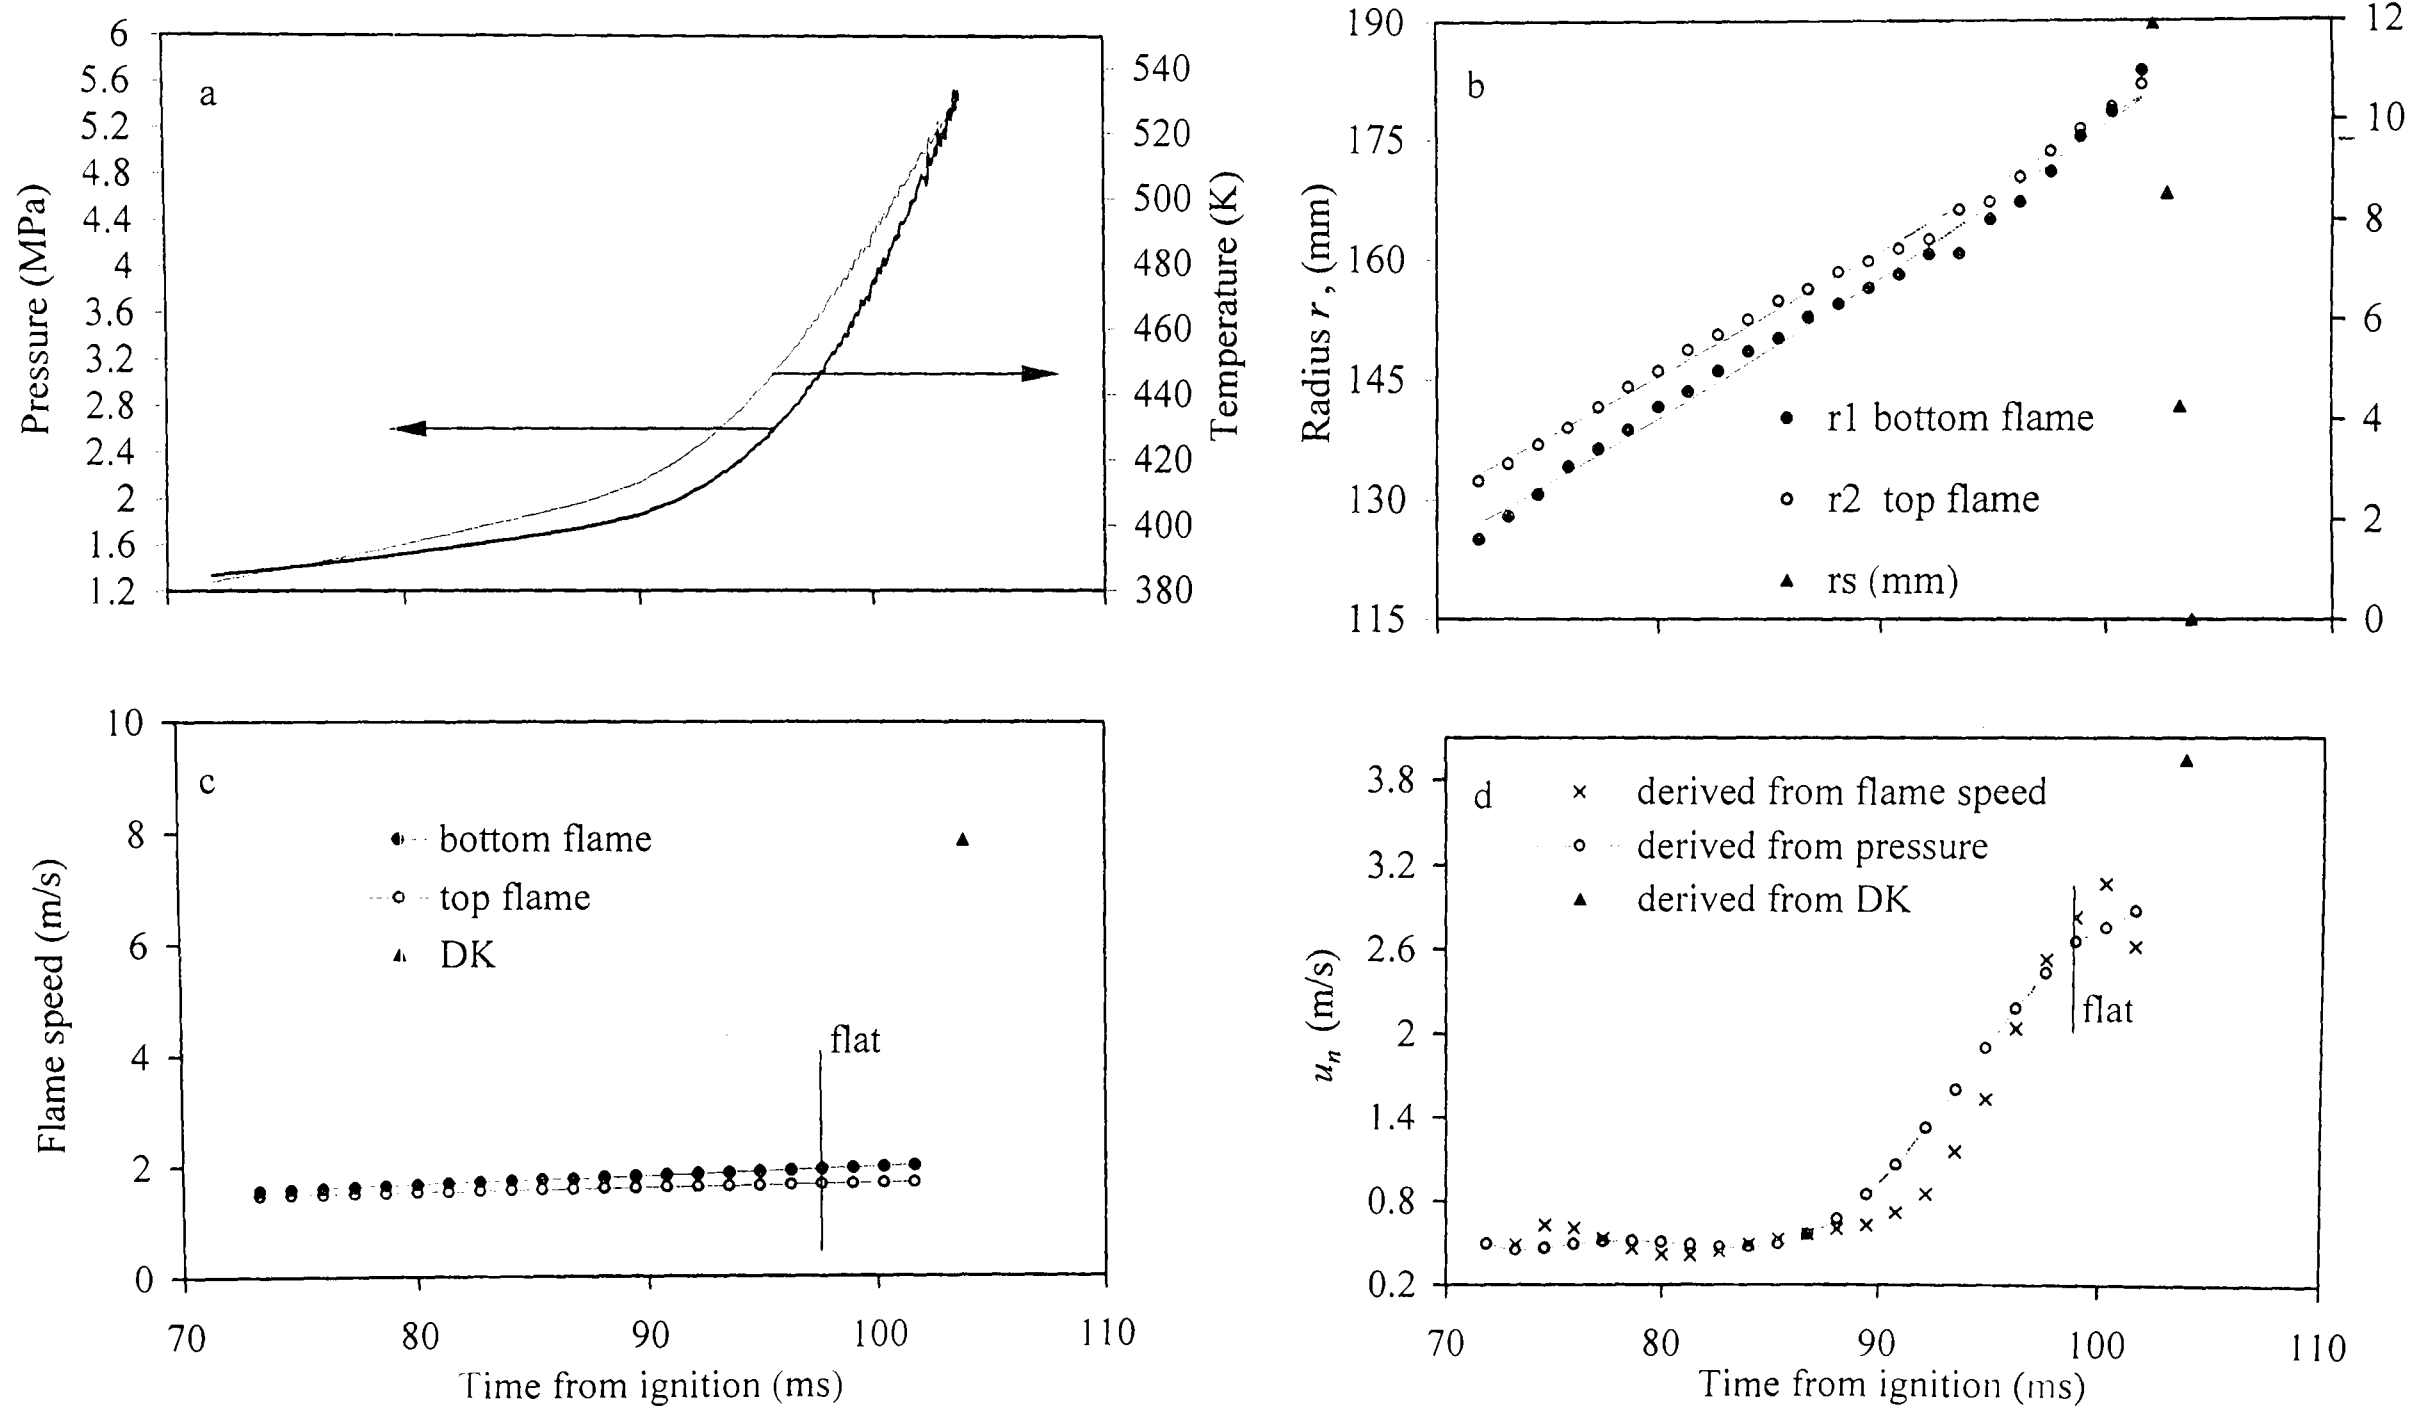 a
Pressure (MPa)
6
5.6
5.2
4.8
4.4
4
3.6
3.2
2.8
2.4
2
1.6
1.2
540
520
500
480
460
440
420
400
380
Temperature (K)
b
Radius r, (mm)
190
175
160
145
130
115
12
10
8
6
4
2
0
r1 bottom flame
r2 top flame
rs (mm)
c
Flame speed (m/s)
10
8
6
4
2
0
bottom flame
top flame
DK
flat
70 80 90 100 110
Time from ignition (ms)
d
un (m/s)
3.8
3.2
2.6
2
1.4
0.8
0.2
derived from flame speed
derived from pressure
derived from DK
flat
70 80 90 100 110
Time from ignition (ms)